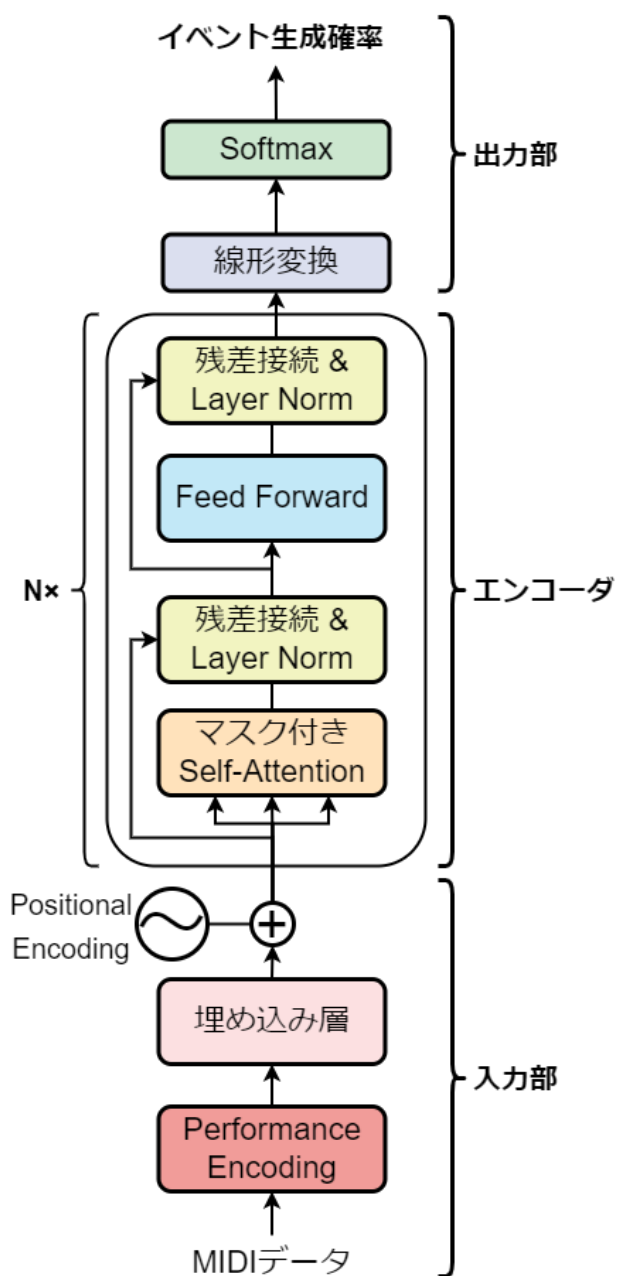 イベント生成確率
Softmax
出力部
線形変換
残差接続 &
Layer Norm
Feed Forward
N×
エンコーダ
残差接続 &
Layer Norm
マスク付き
Self-Attention
Positional
Encoding
埋め込み層
入力部
Performance
Encoding
MIDIデータ